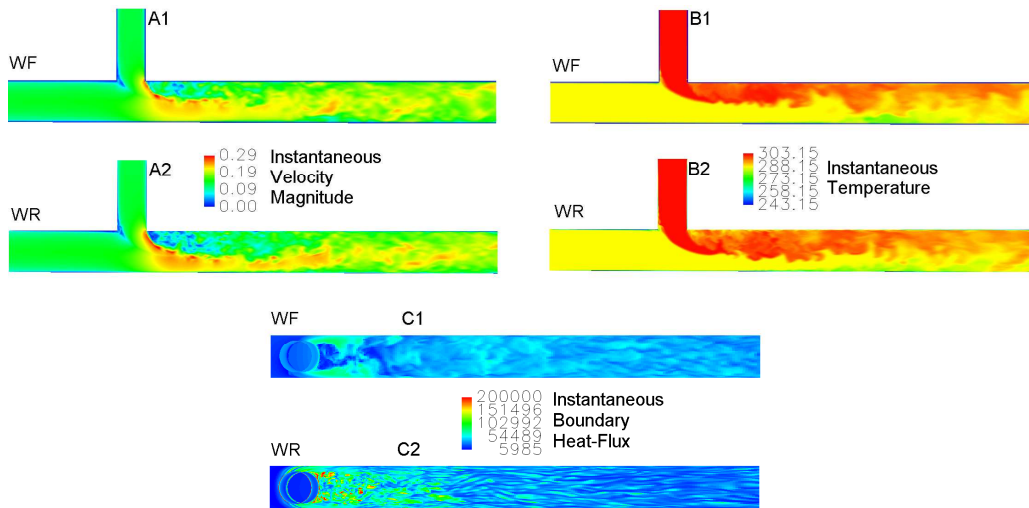 A1
B1
WF
WF
A2
0.29
0.19
0.09
0.00
Instantaneous
Velocity
Magnitude
B2
303.15
288.15
273.15
258.15
243.15
Instantaneous
Temperature
WR
WR
WF
C1
200000
151496
102992
54489
5985
Instantaneous
Boundary
Heat-Flux
WR
C2